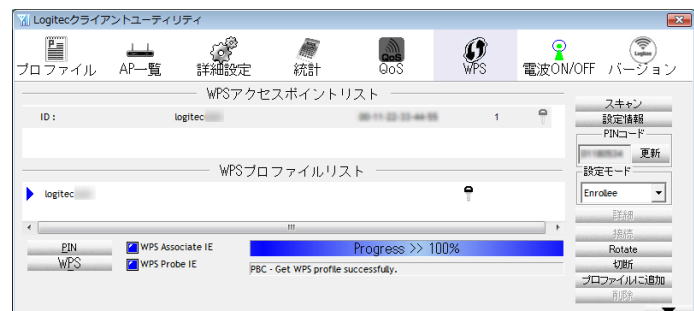 Logitecクライアントユーティリティ
プロファイル AP一覧 詳細設定 統計 QoS WPS 電波ON/OFF バージョン
WPSアクセスポイントリスト
ID : logitec 1
WPSプロファイルリスト
logitec
スキャン
設定情報
PINコード
更新
設定モード
Enrollee
詳細
接続
Rotate
切断
プロファイルに追加
削除
PIN WPS Associate IE Progress >> 100%
WPS WPS Probe IE PBC - Get WPS profile successfully.